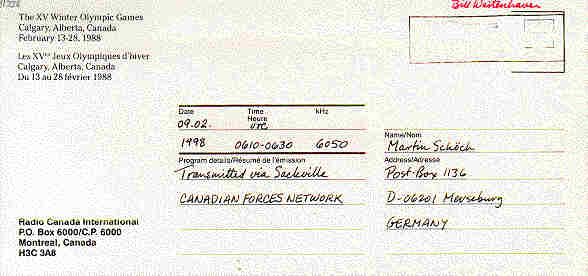 Bill Westenhaver
The XV Winter Olympic Games
Calgary, Alberta, Canada
February 13-28, 1988
Les XVes Jeux Olympiques d'hiver
Calgary, Alberta, Canada
Du 13 au 28 février 1988
Date Time Heure kHz
09.02. UTC
1998 0610-0630 6050
Program details/Résumé de l'émission
Transmitted via Sackville
CANADIAN FORCES NETWORK
Name/Nom
Martin Schöch
Address/Adresse
Post-Box 1136
D-06201 Merseburg
GERMANY
Radio Canada International
P.O. Box 6000/C.P. 6000
Montreal, Canada
H3C 3A8